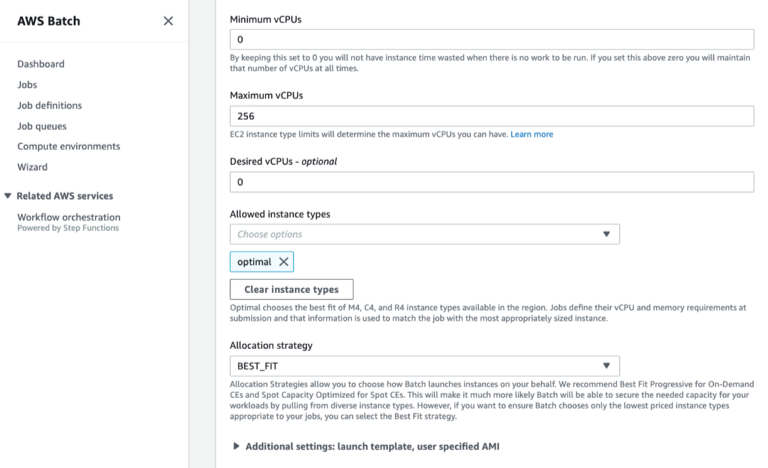 AWS Batch
Dashboard
Jobs
Job definitions
Job queues
Compute environments
Wizard
Related AWS services
Workflow orchestration
Powered by Step Functions
Minimum vCPUs
0
By keeping this set to 0 you will not have instance time wasted when there is no work to be run. If you set this above zero you will maintain
that number of vCPUs at all times.
Maximum vCPUs
256
EC2 instance type limits will determine the maximum vCPUs you can have. Learn more
Desired vCPUs - optional
0
Allowed instance types
Choose options
optimal
Clear instance types
Optimal chooses the best fit of M4, C4, and R4 instance types available in the region. Jobs define their vCPU and memory requirements at
submission and that information is used to match the job with the most appropriately sized instance.
Allocation strategy
BEST_FIT
Allocation Strategies allow you to choose how Batch launches instances on your behalf. We recommend Best Fit Progressive for On-Demand
CEs and Spot Capacity Optimized for Spot CEs. This will make it much more likely Batch will be able to secure the needed capacity for your
workloads by pulling from diverse instance types. However, if you want to ensure Batch chooses only the lowest priced instance types
appropriate to your jobs, you can select the Best Fit strategy.
Additional settings: launch template, user specified AMI